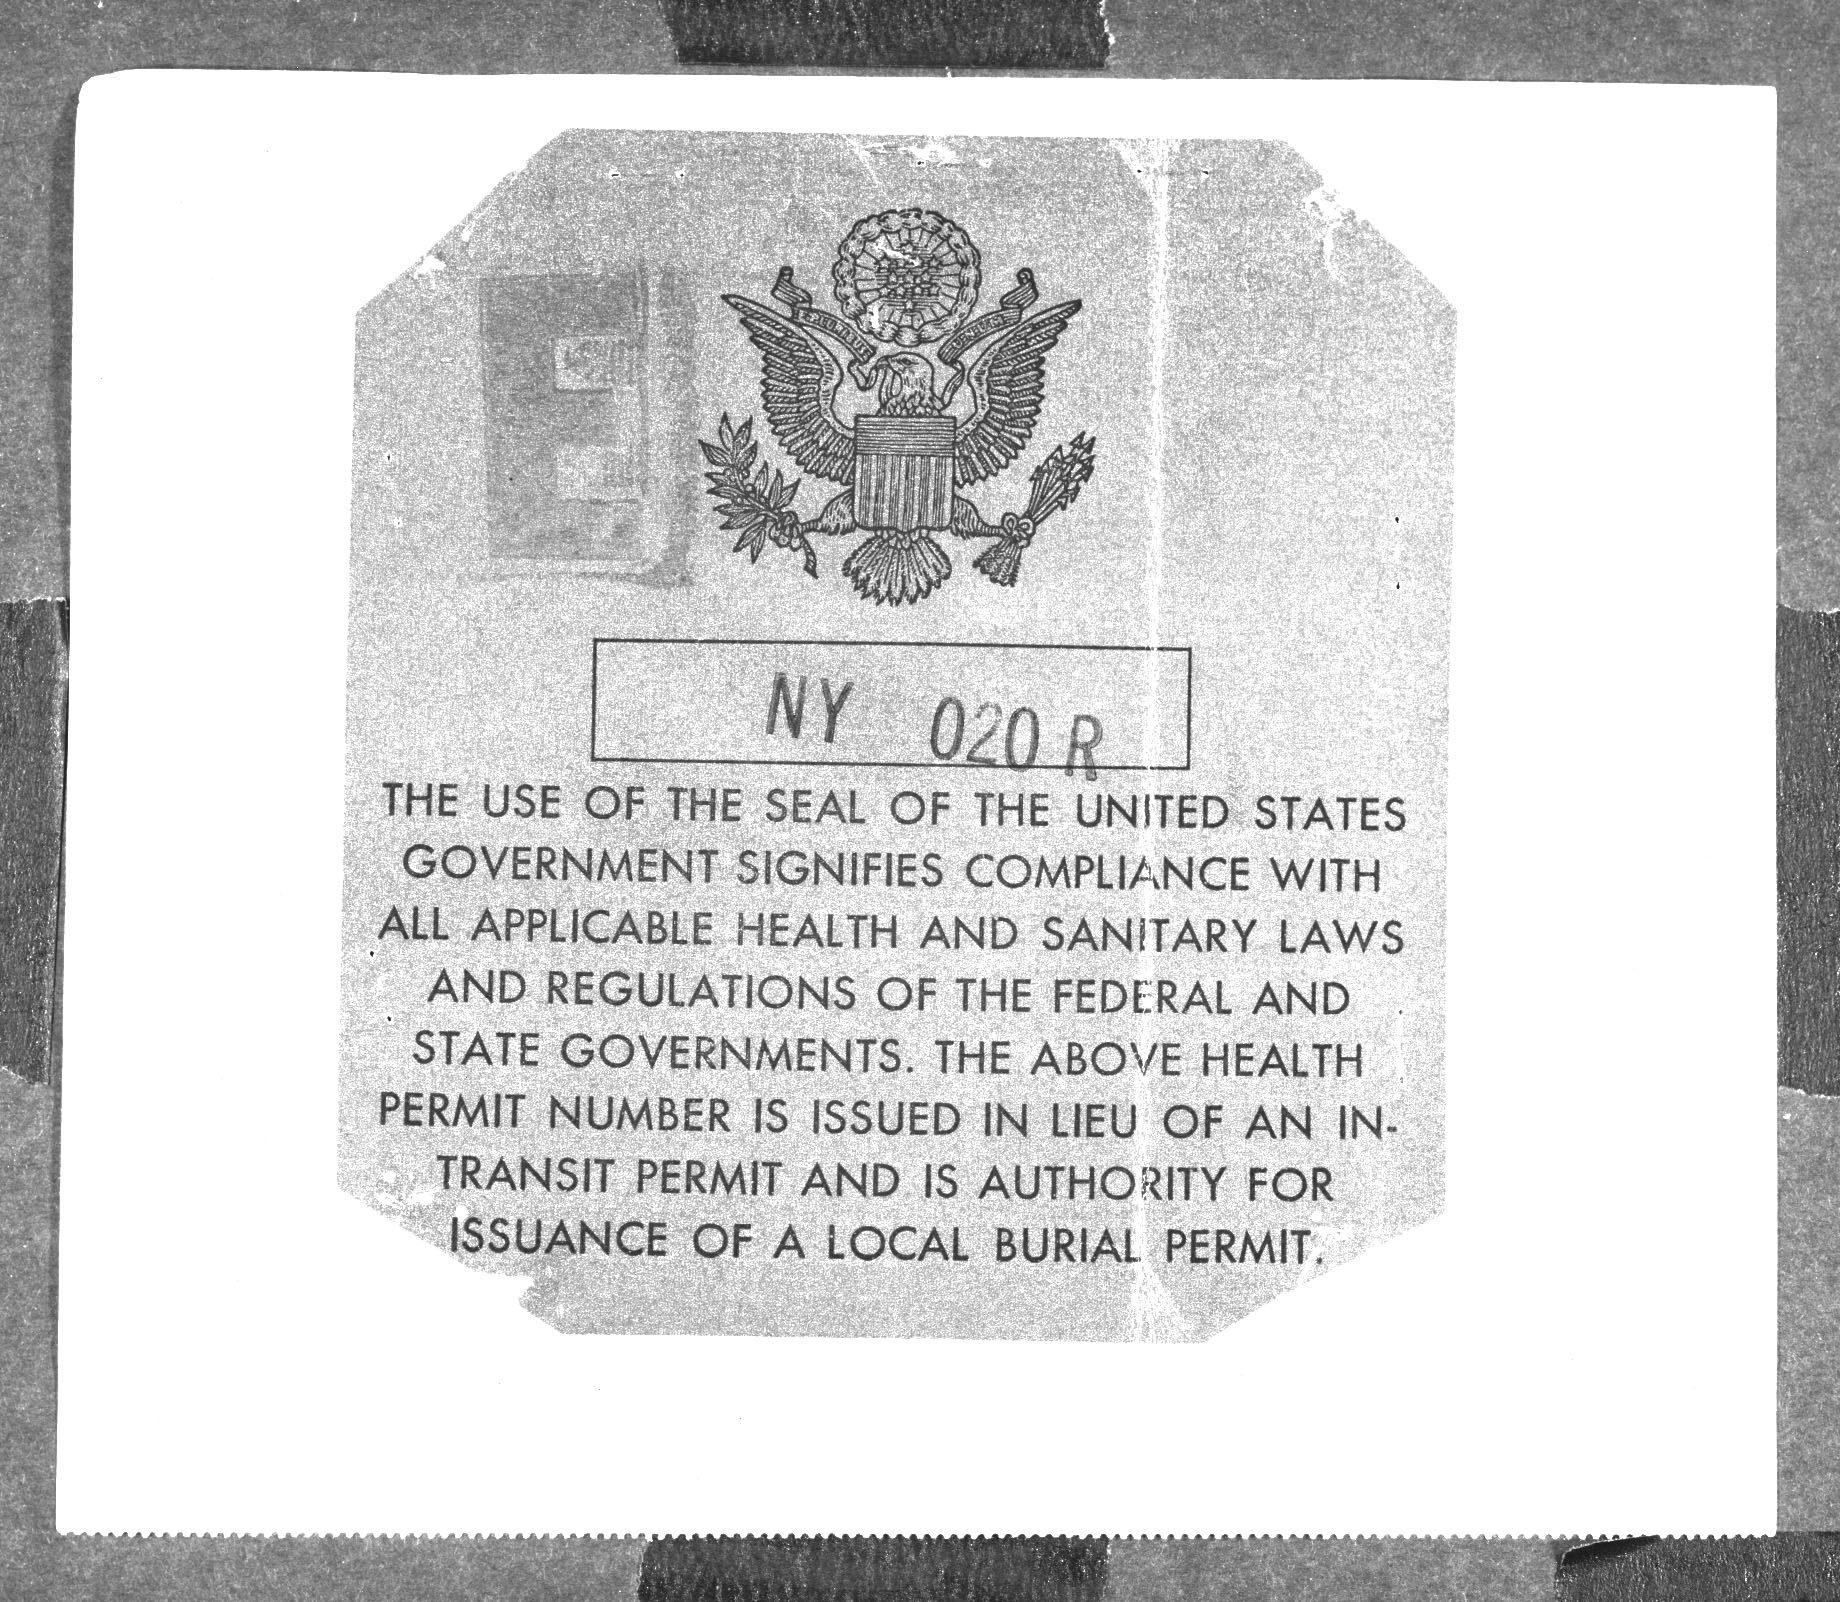 NY 020 R
THE USE OF THE SEAL OF THE UNITED STATES
GOVERNMENT SIGNIFIES COMPLIANCE WITH
ALL APPLICABLE HEALTH AND SANITARY LAWS
AND REGULATIONS OF THE FEDERAL AND
STATE GOVERNMENTS. THE ABOVE HEALTH
PERMIT NUMBER IS ISSUED IN LIEU OF AN IN-
TRANSIT PERMIT AND IS AUTHORITY FOR
ISSUANCE OF A LOCAL BURIAL PERMIT.